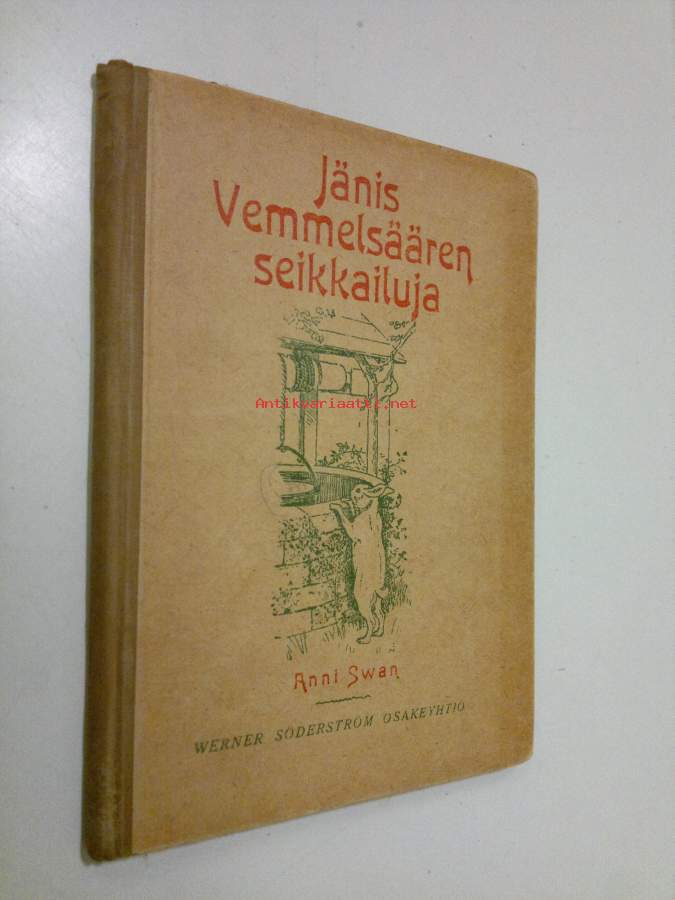 Jänis
Vemmelsäären
seikkailuja
Antikvariaatti.net
Anni Swan
WERNER SÖDERSTRÖM OSAKEYHTIÖ